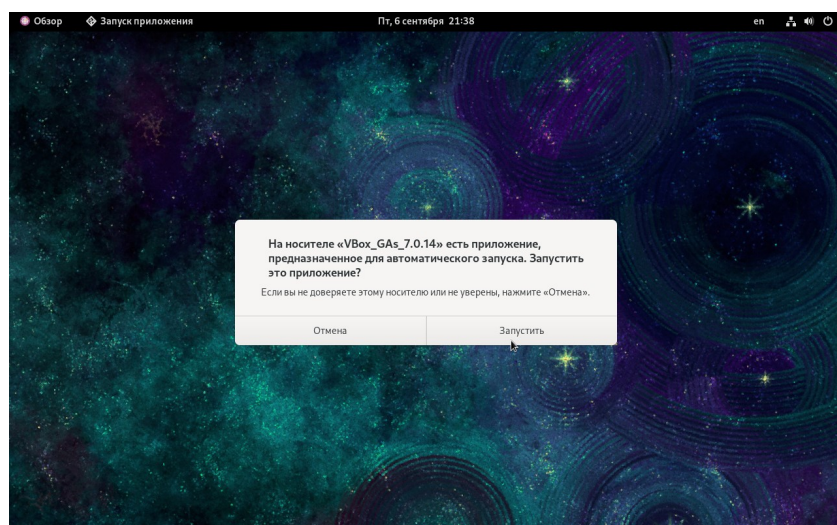 Обзор Запуск приложения Пт, 6 сентября 21:38 en
На носителе «VBox_GAs_7.0.14» есть приложение,
предназначенное для автоматического запуска. Запустить
это приложение?
Если вы не доверяете этому носителю или не уверены, нажмите «Отмена».
Отмена Запустить